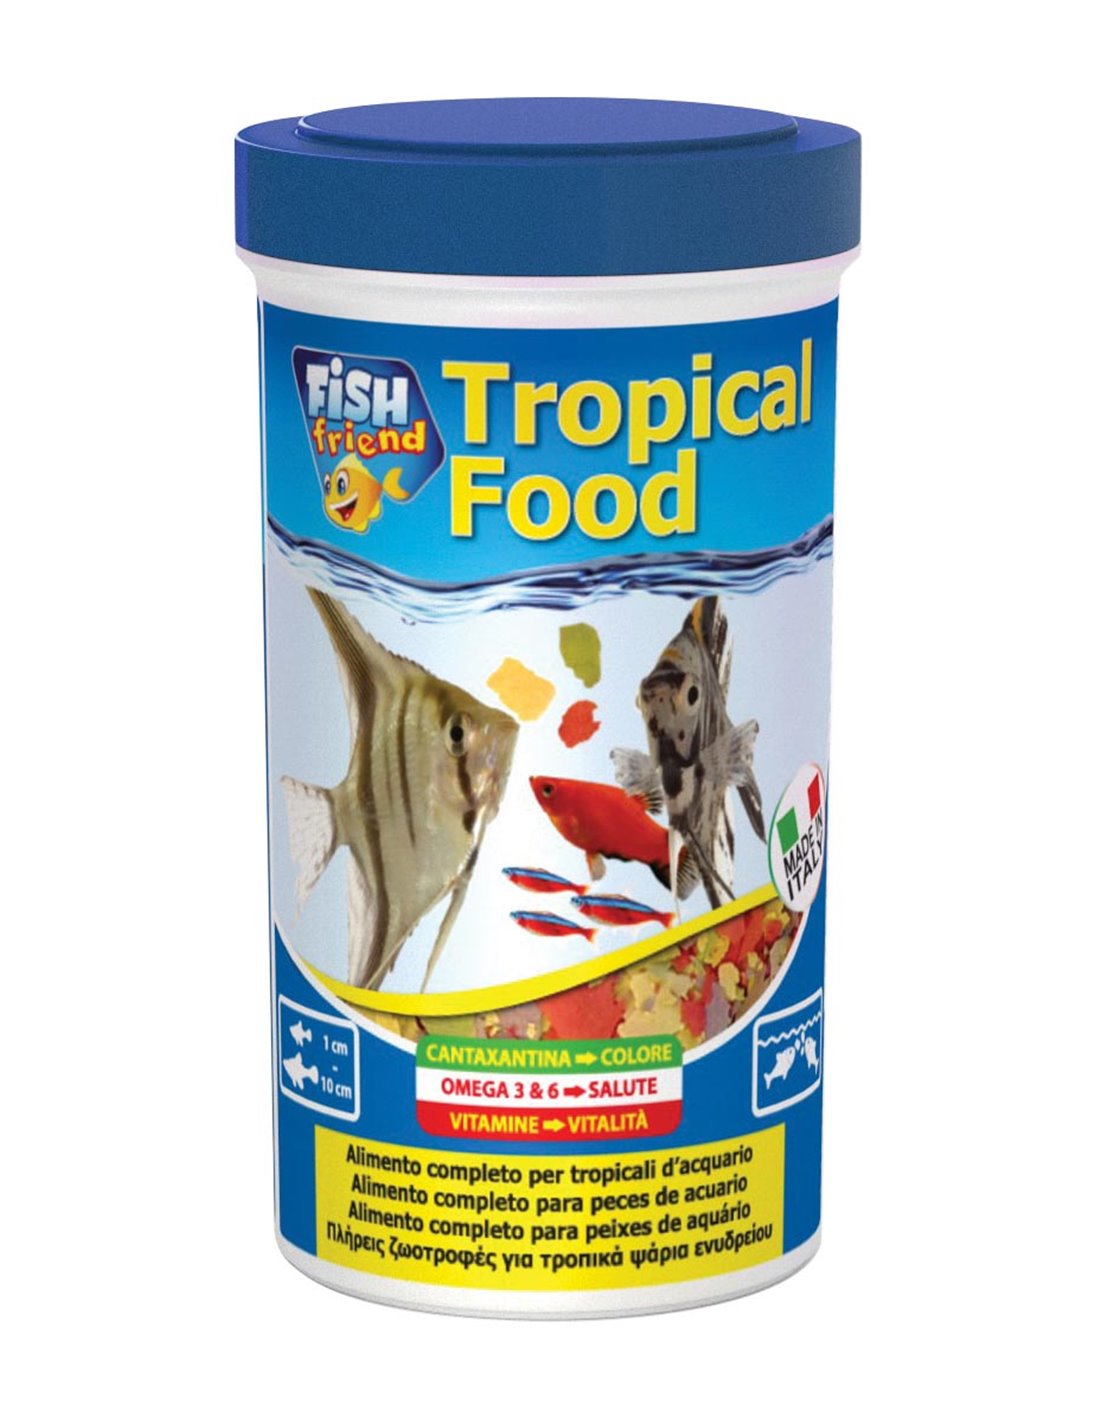 FiSH
friend
Tropical
Food
MADE IN
ITALY
1 cm
-
10 cm
CANTAXANTINA ➡ COLORE
OMEGA 3 & 6 ➡ SALUTE
VITAMINE ➡ VITALITÀ
Alimento completo per tropicali d'acquario
Alimento completo para peces de acuario
Alimento completo para peixes de aquário
Πλήρεις ζωοτροφές για τροπικά ψάρια ενυδρείου